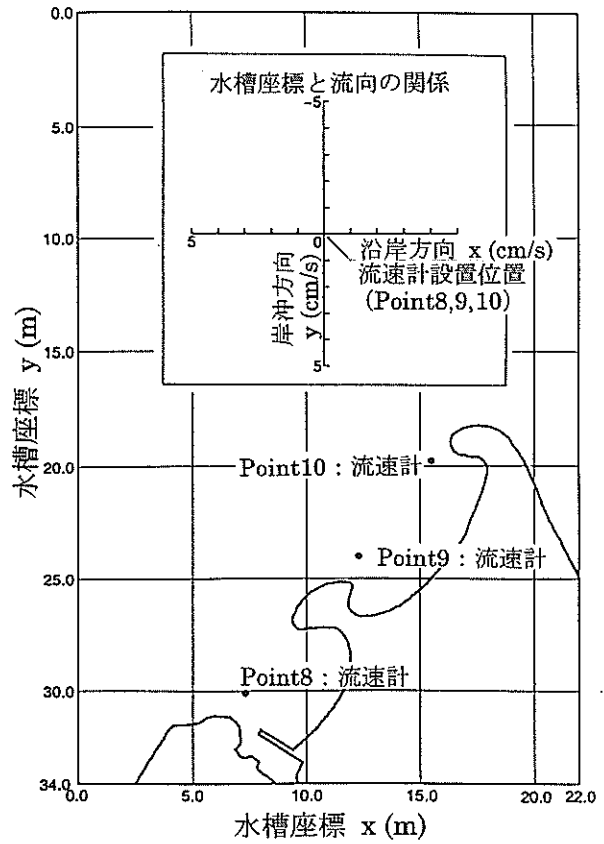 0.0
水槽座標と流向の関係
-5
5.0
10.0
5
0
沿岸方向 x (cm/s)
流速計設置位置
(Point8,9,10)
岸沖方向
y (cm/s)
5
15.0
水槽座標 y (m)
20.0
Point10:流速計
Point9:流速計
25.0
Point8:流速計
30.0
34.0
0.0
5.0
10.0
15.0
20.0
22.0
水槽座標 x (m)